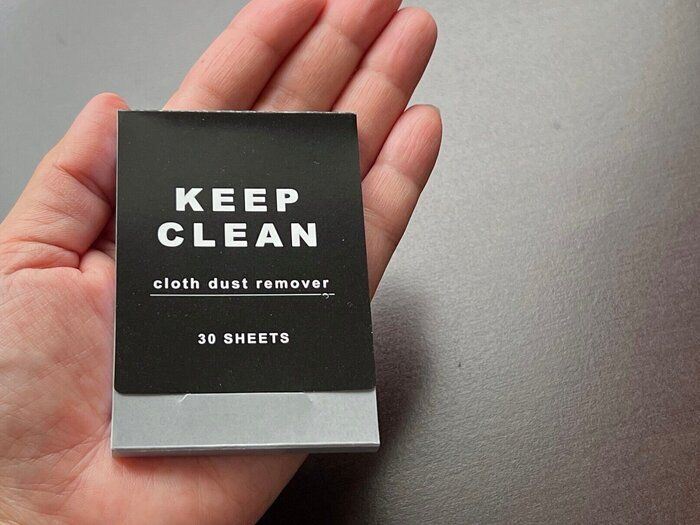 KEEP
CLEAN
cloth dust remover
30 SHEETS